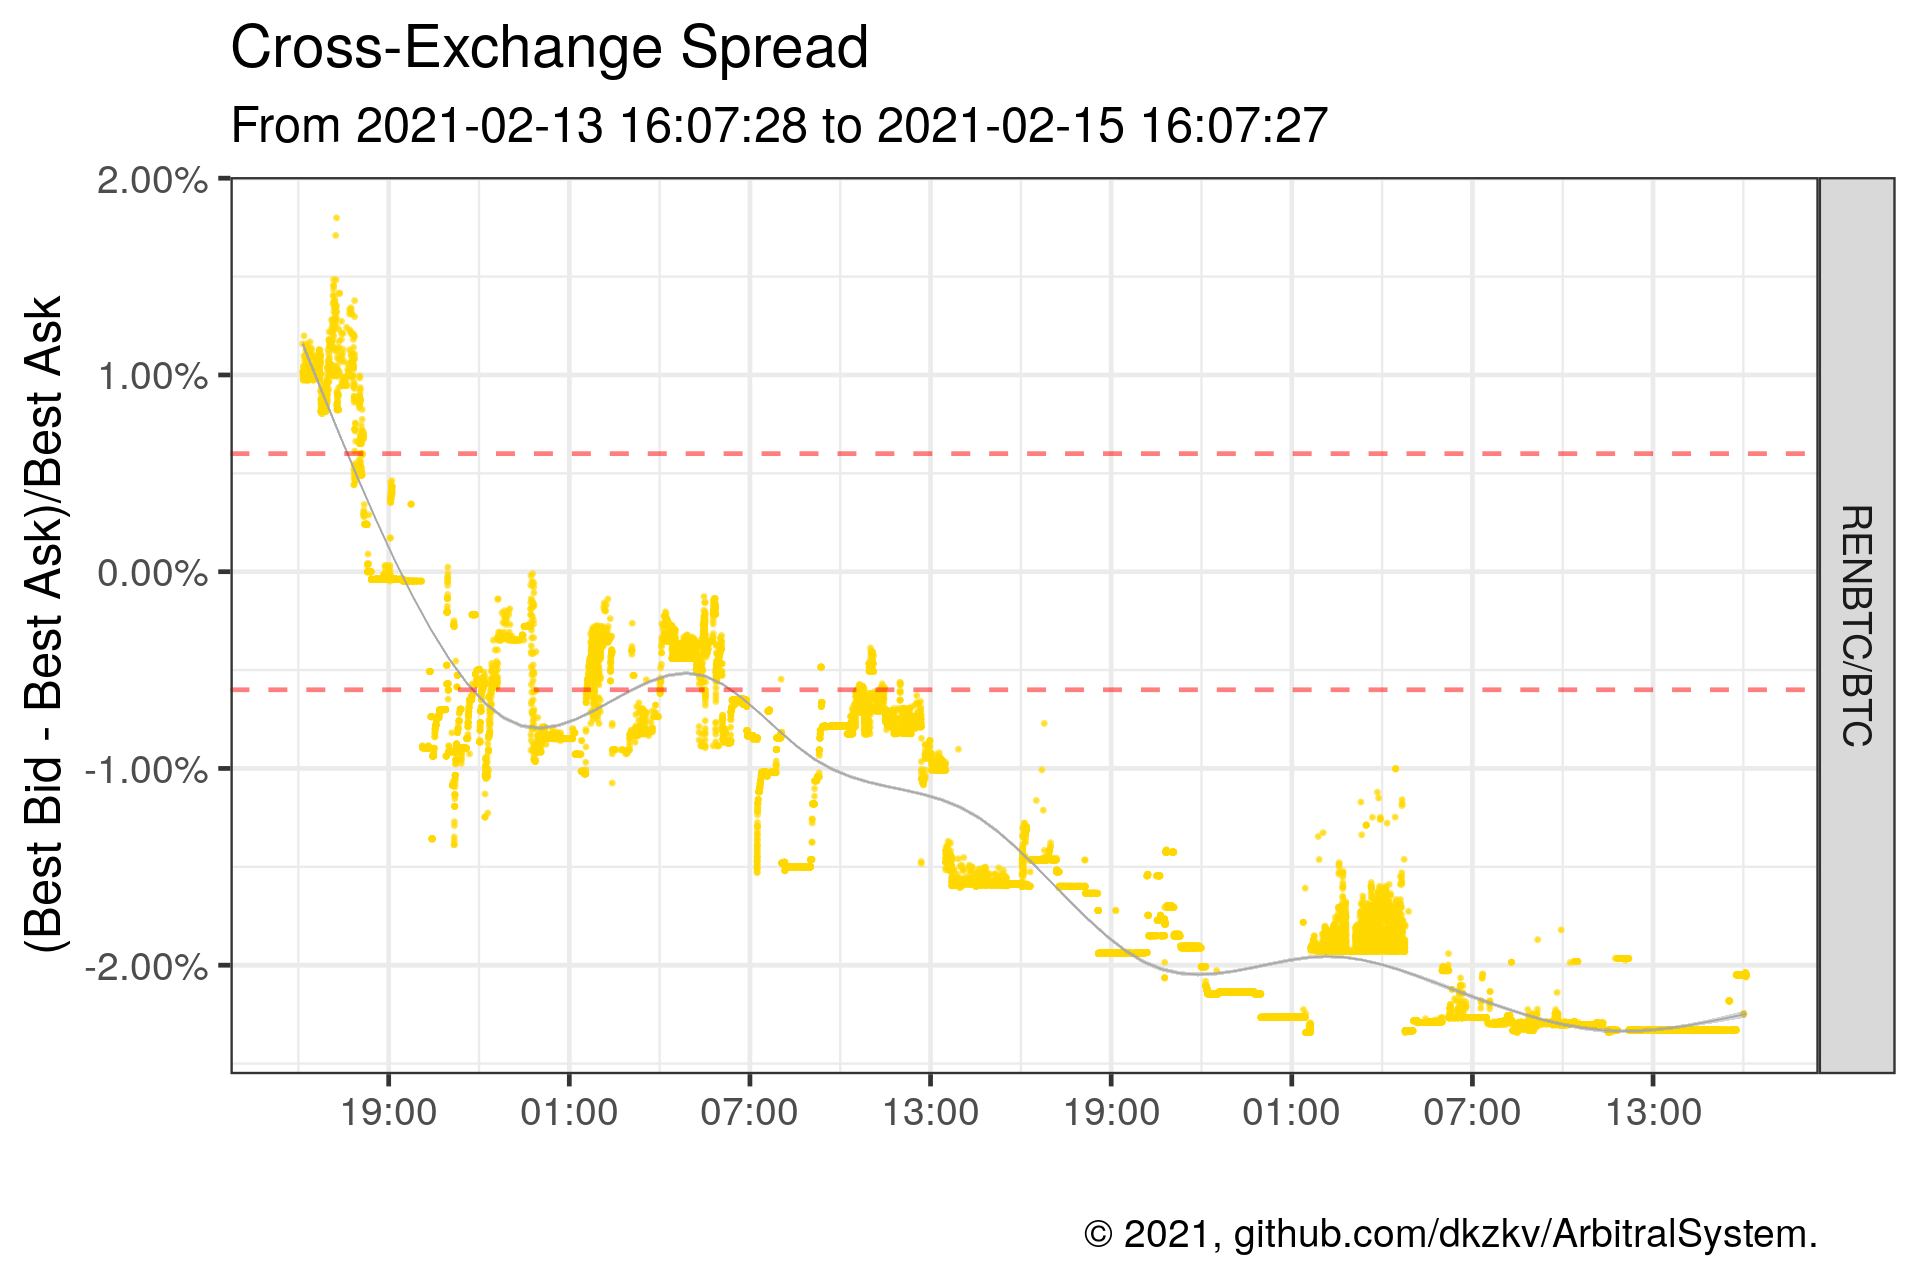 Cross-Exchange Spread
From 2021-02-13 16:07:28 to 2021-02-15 16:07:27
(Best Bid - Best Ask)/Best Ask
2.00%
1.00%
0.00%
-1.00%
-2.00%
RENBTC/BTC
19:00 01:00 07:00 13:00 19:00 01:00 07:00 13:00
© 2021, github.com/dkzkv/ArbitralSystem.